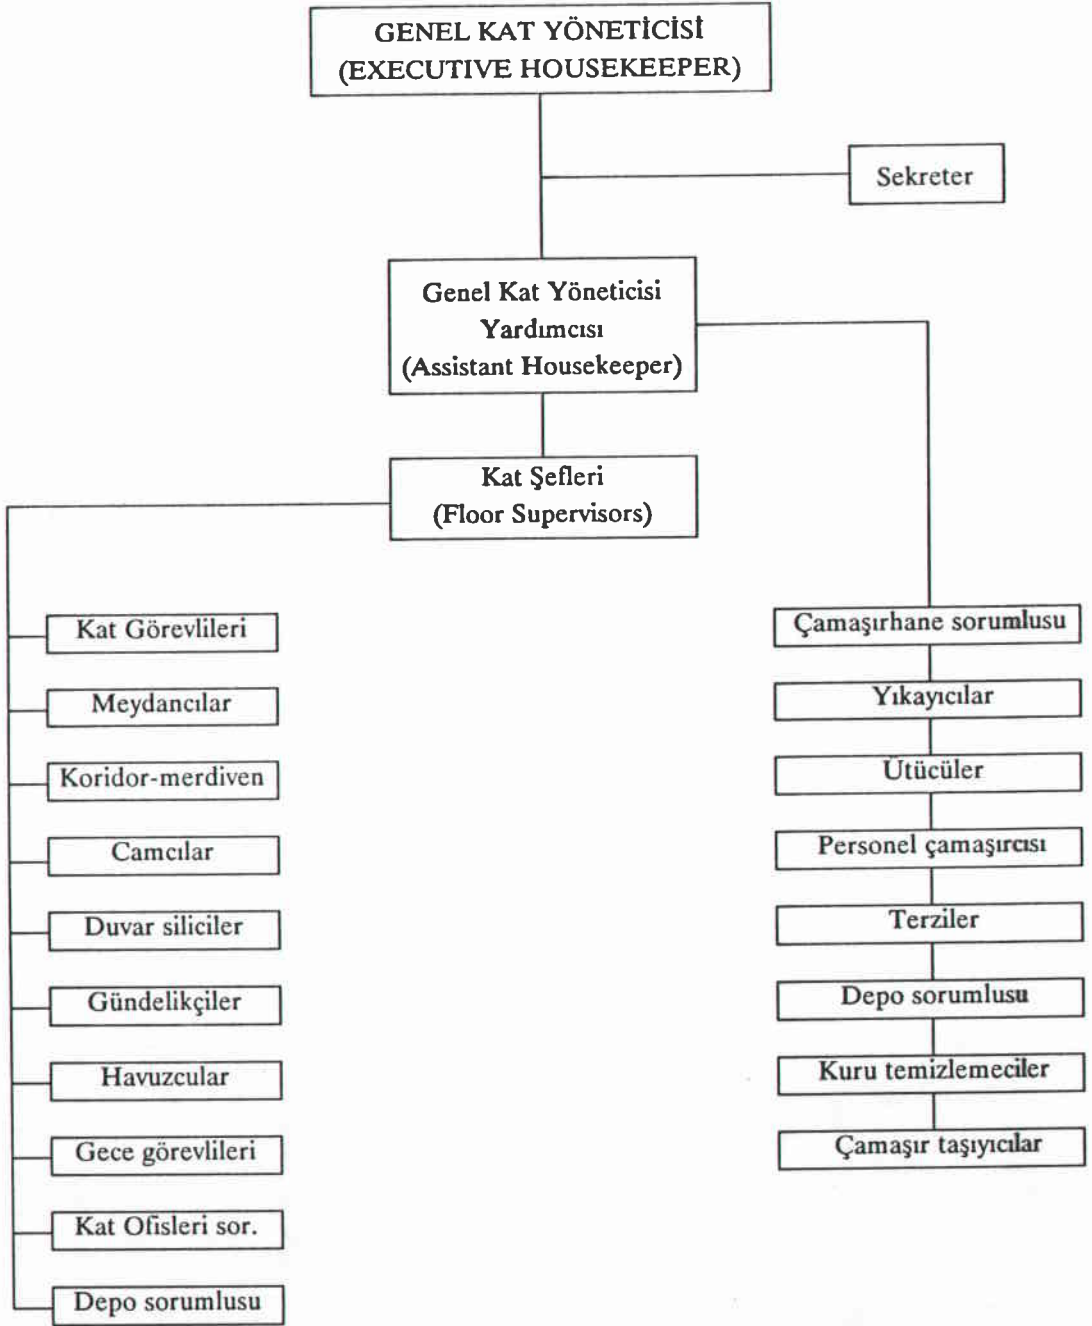 GENEL KAT YÖNETİCİSİ
(EXECUTIVE HOUSEKEEPER)
Sekreter
Genel Kat Yöneticisi
Yardımcısı
(Assistant Housekeeper)
Kat Şefleri
(Floor Supervisors)
Kat Görevlileri
Meydancılar
Koridor-merdiven
Camcılar
Duvar siliciler
Gündelikçiler
Havuzcular
Gece görevlileri
Kat Ofisleri sor.
Depo sorumlusu
Çamaşırhane sorumlusu
Yıkayıcılar
Ütücüler
Personel çamaşırcısı
Terziler
Depo sorumlusu
Kuru temizlemeciler
Çamaşır taşıyıcılar